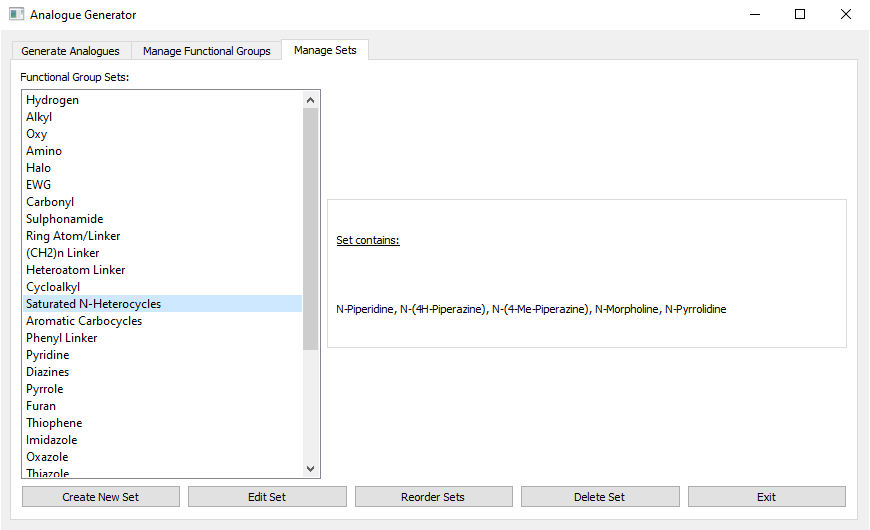 Analogue Generator
Generate Analogues Manage Functional Groups Manage Sets
Functional Group Sets:
Hydrogen
Alkyl
Oxy
Amino
Halo
EWG
Carbonyl
Sulphonamide
Ring Atom/Linker
(CH2)n Linker
Heteroatom Linker
Cycloalkyl
Saturated N-Heterocycles
Aromatic Carbocycles
Phenyl Linker
Pyridine
Diazines
Pyrrole
Furan
Thiophene
Imidazole
Oxazole
Thiazole
Set contains:
N-Piperidine, N-(4H-Piperazine), N-(4-Me-Piperazine), N-Morpholine, N-Pyrrolidine
Create New Set Edit Set Reorder Sets Delete Set Exit